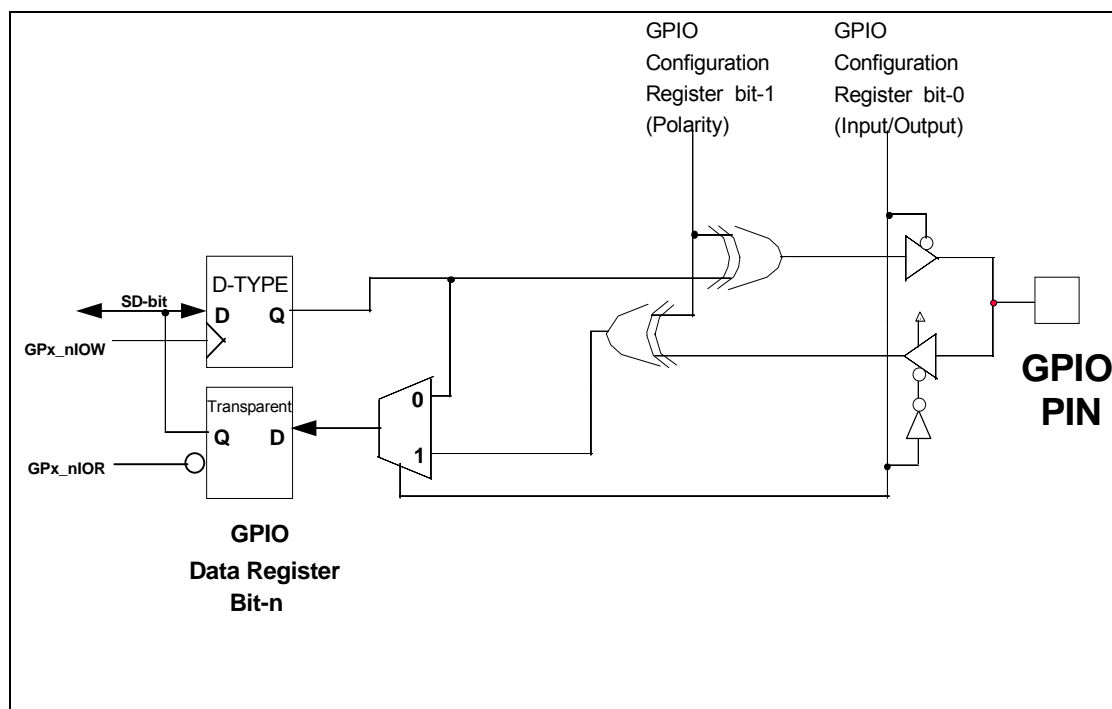 GPIO
Configuration
Register bit-1
(Polarity)
GPIO
Configuration
Register bit-0
(Input/Output)
D-TYPE
SD-bit
D
Q
GPx_nIOW
Transparent
Q
D
GPx_nIOR
0
1
GPIO
PIN
GPIO
Data Register
Bit-n